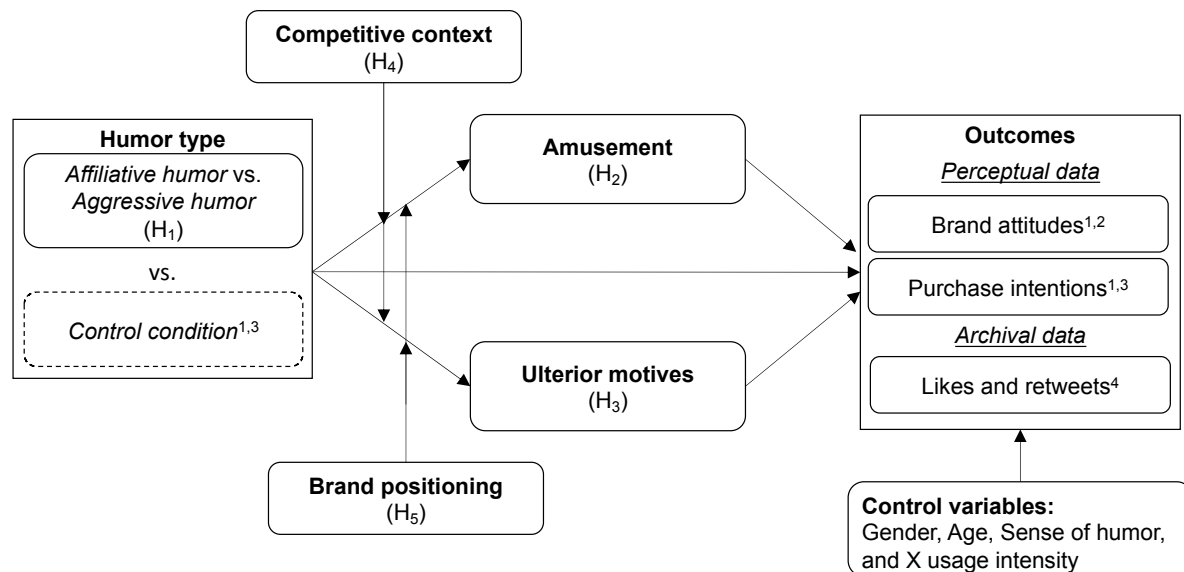 Competitive context
(H₄)
Humor type
Affiliative humor vs.
Aggressive humor
(H₁)
vs.
Control condition¹,³
Amusement
(H₂)
Ulterior motives
(H₃)
Brand positioning
(H₅)
Outcomes
Perceptual data
Brand attitudes¹,²
Purchase intentions¹,³
Archival data
Likes and retweets⁴
Control variables:
Gender, Age, Sense of humor,
and X usage intensity